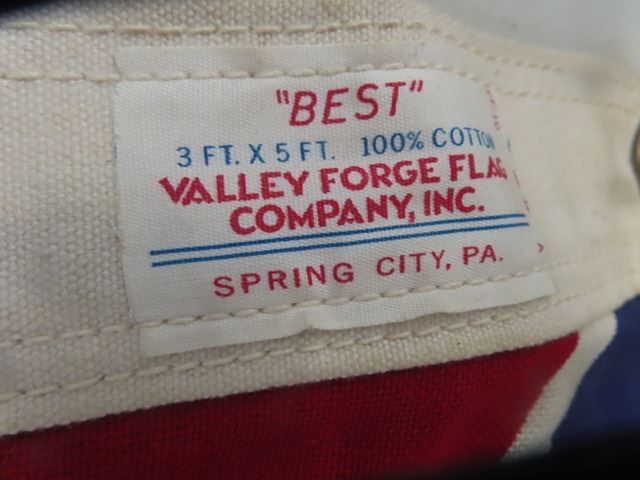 "BEST"
3 FT. X 5 FT. 100% COTTON
VALLEY FORGE FLAG
COMPANY, INC.
SPRING CITY, PA.